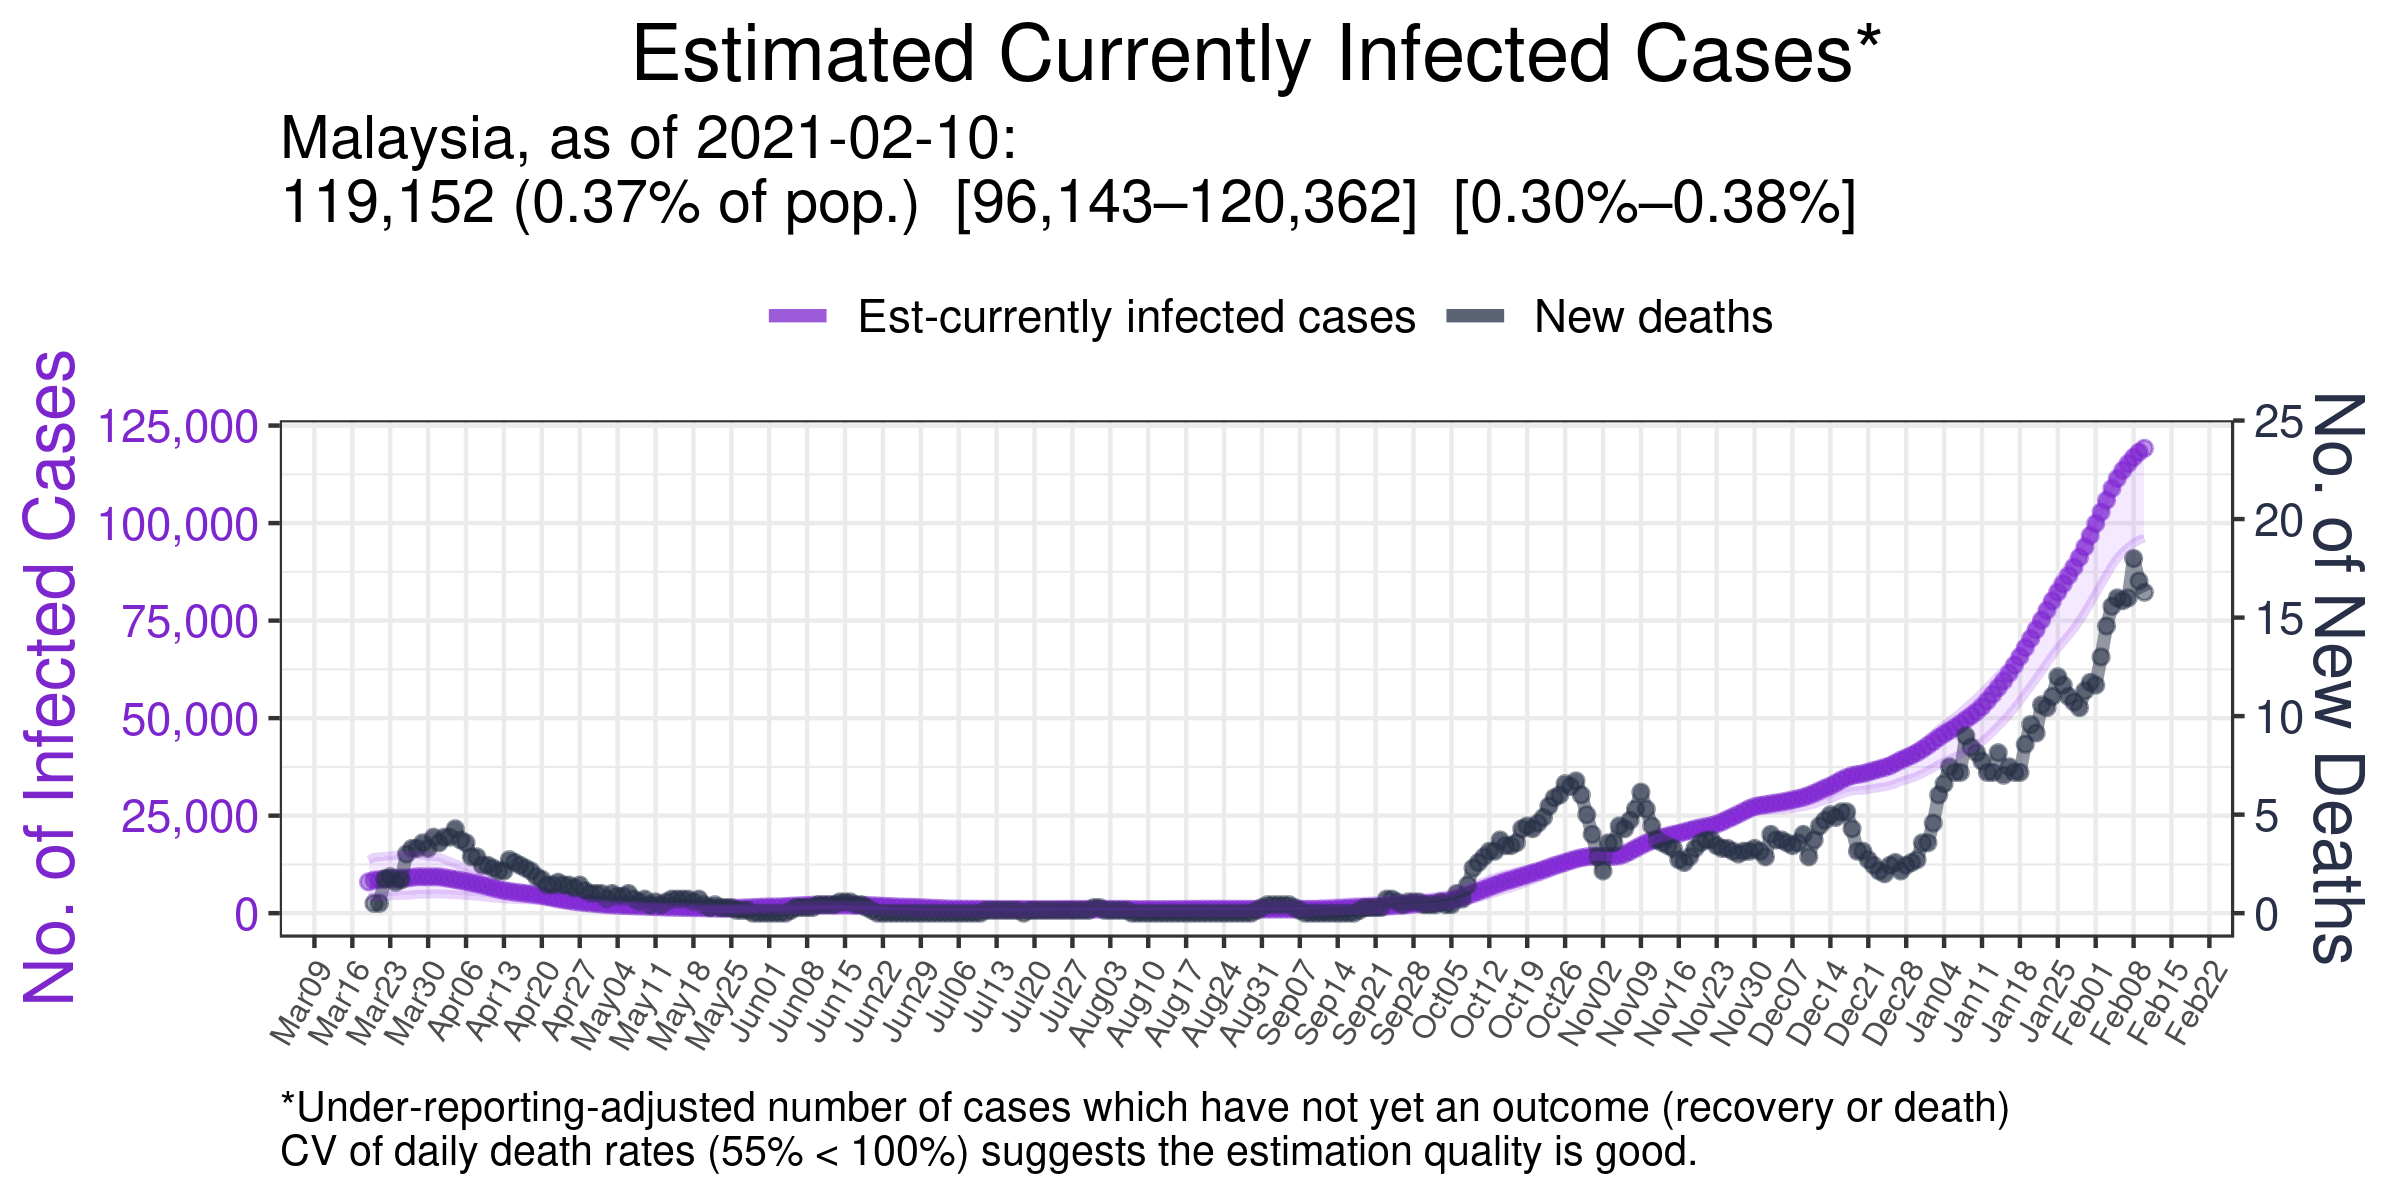 Estimated Currently Infected Cases*
Malaysia, as of 2021-02-10:
119,152 (0.37% of pop.)  [96,143–120,362]  [0.30%–0.38%]
Est-currently infected cases
New deaths
No. of Infected Cases
125,000
100,000
75,000
50,000
25,000
0
25
20
15
10
5
0
No. of New Deaths
Mar09
Mar16
Mar23
Mar30
Apr06
Apr13
Apr20
Apr27
May04
May11
May18
May25
Jun01
Jun08
Jun15
Jun22
Jun29
Jul06
Jul13
Jul20
Jul27
Aug03
Aug10
Aug17
Aug24
Aug31
Sep07
Sep14
Sep21
Sep28
Oct05
Oct12
Oct19
Oct26
Nov02
Nov09
Nov16
Nov23
Nov30
Dec07
Dec14
Dec21
Dec28
Jan04
Jan11
Jan18
Jan25
Feb01
Feb08
Feb15
Feb22
*Under-reporting-adjusted number of cases which have not yet an outcome (recovery or death)
CV of daily death rates (55% < 100%) suggests the estimation quality is good.